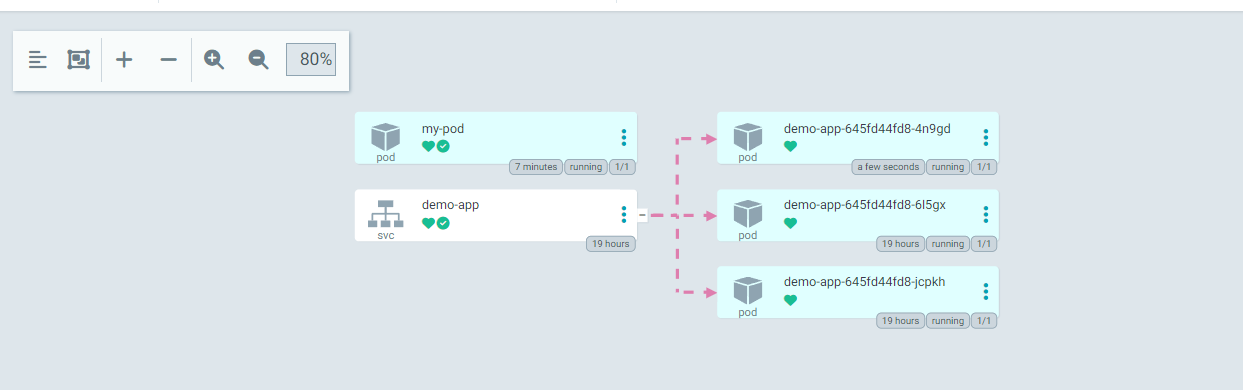 80%
my-pod
pod
7 minutes running 1/1
demo-app
svc
19 hours
demo-app-645fd44fd8-4n9gd
pod
a few seconds running 1/1
demo-app-645fd44fd8-6l5gx
pod
19 hours running 1/1
demo-app-645fd44fd8-jcpkh
pod
19 hours running 1/1